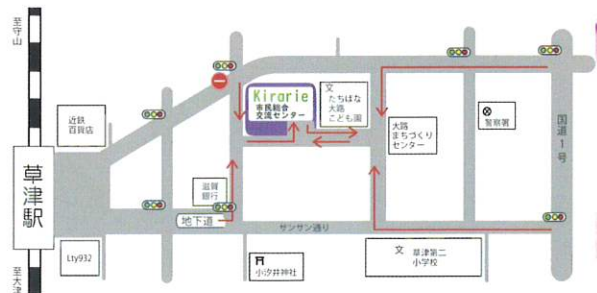 至守山
近鉄
百貨店
草津駅
Lty932
至大津
Kirarie
市民総合
交流センター
文
たちばな
大路
こども園
大路
まちづくり
センター
警察署
国道1号
滋賀
銀行
地下道
サンサン通り
小汐井神社
文 草津第二
小学校